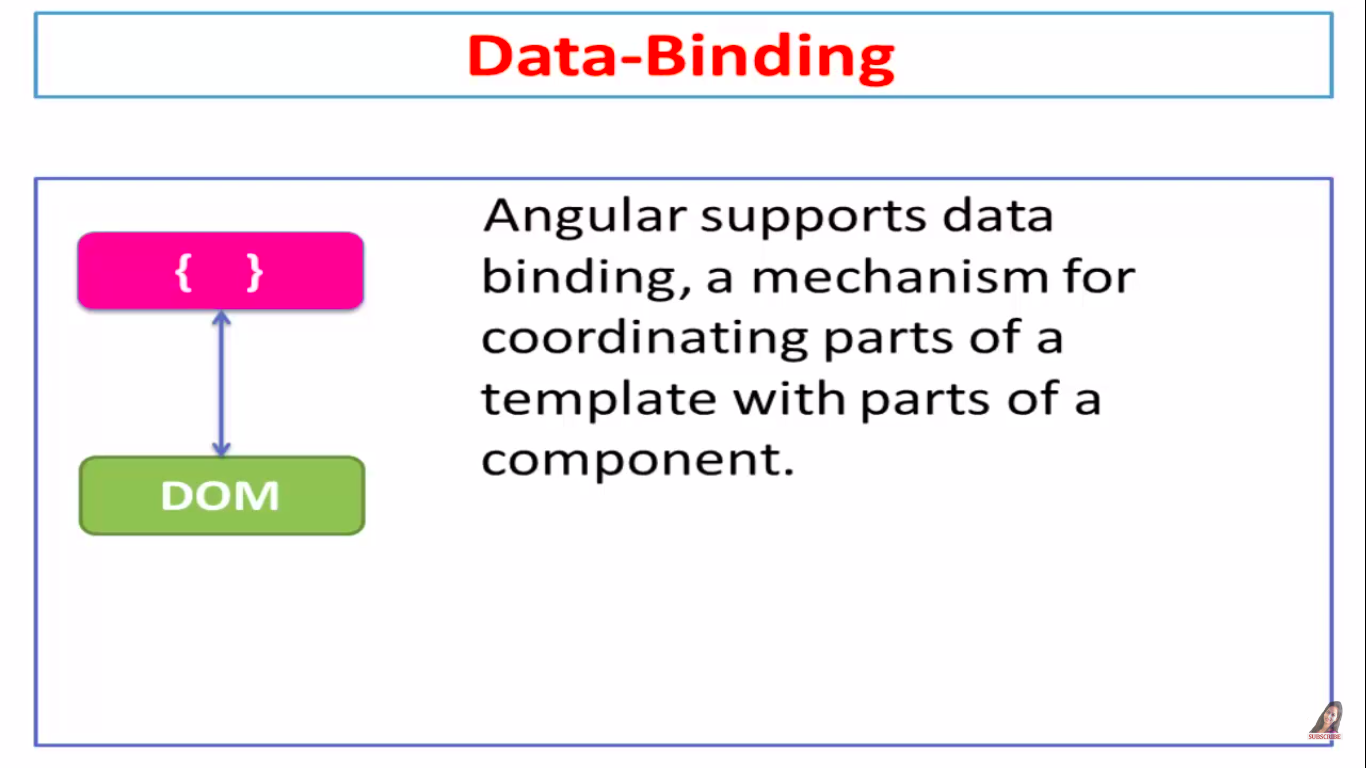 Data-Binding
{ }
DOM
Angular supports data
binding, a mechanism for
coordinating parts of a
template with parts of a
component.
SUBSCRIBE